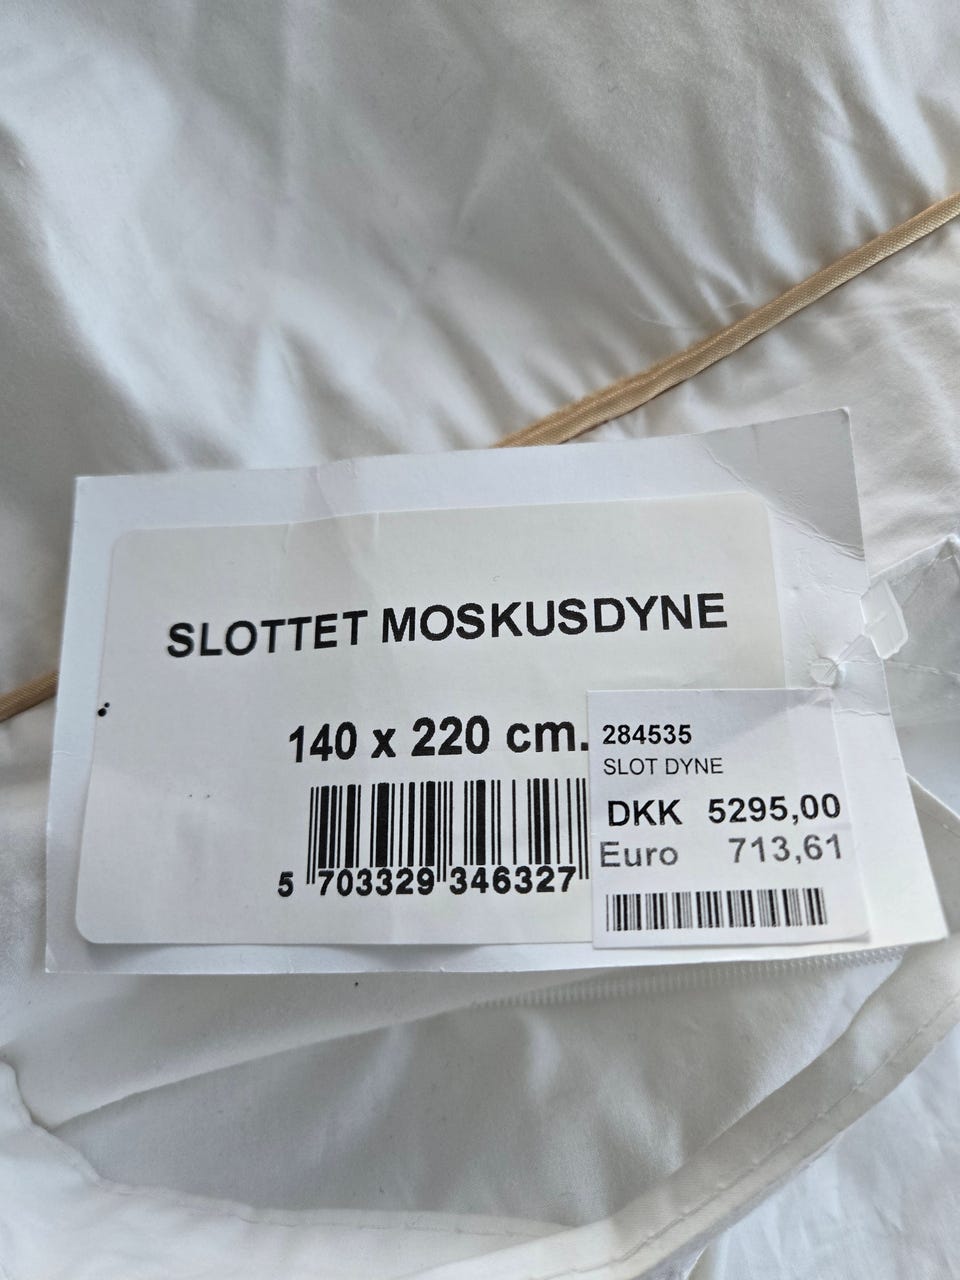 SLOTTET MOSKUSDYNE
140 x 220 cm.
5 703329 346327
284535
SLOT DYNE
DKK 5295,00
Euro 713,61